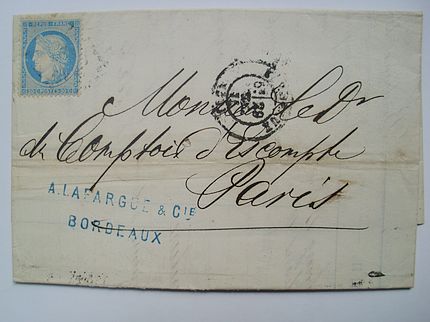 REPUB. FRANC.
Monsieur le Dr
du Comptoir d'Escompte
Paris
A. LAFARGUE & CIE
BORDEAUX